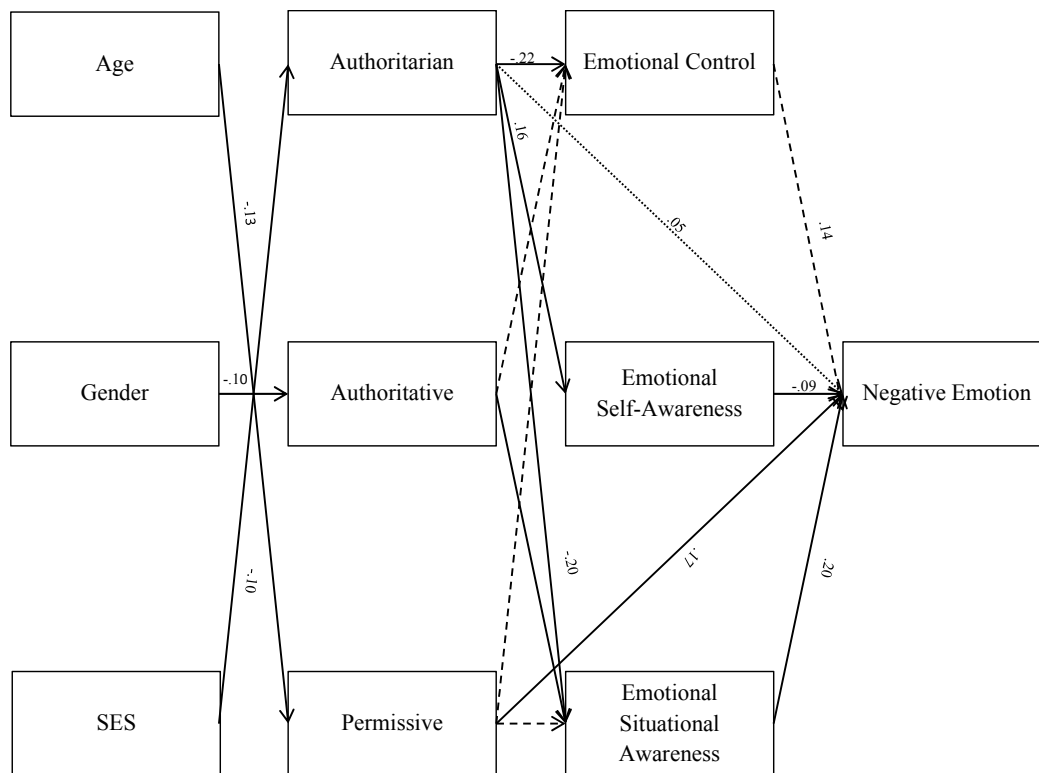 Age
Authoritarian
-.22
Emotional Control
.16
-.13
.05
.14
Gender
-.10
Authoritative
Emotional
Self-Awareness
-.09
Negative Emotion
-.10
-.20
.17
.20
SES
Permissive
Emotional
Situational
Awareness